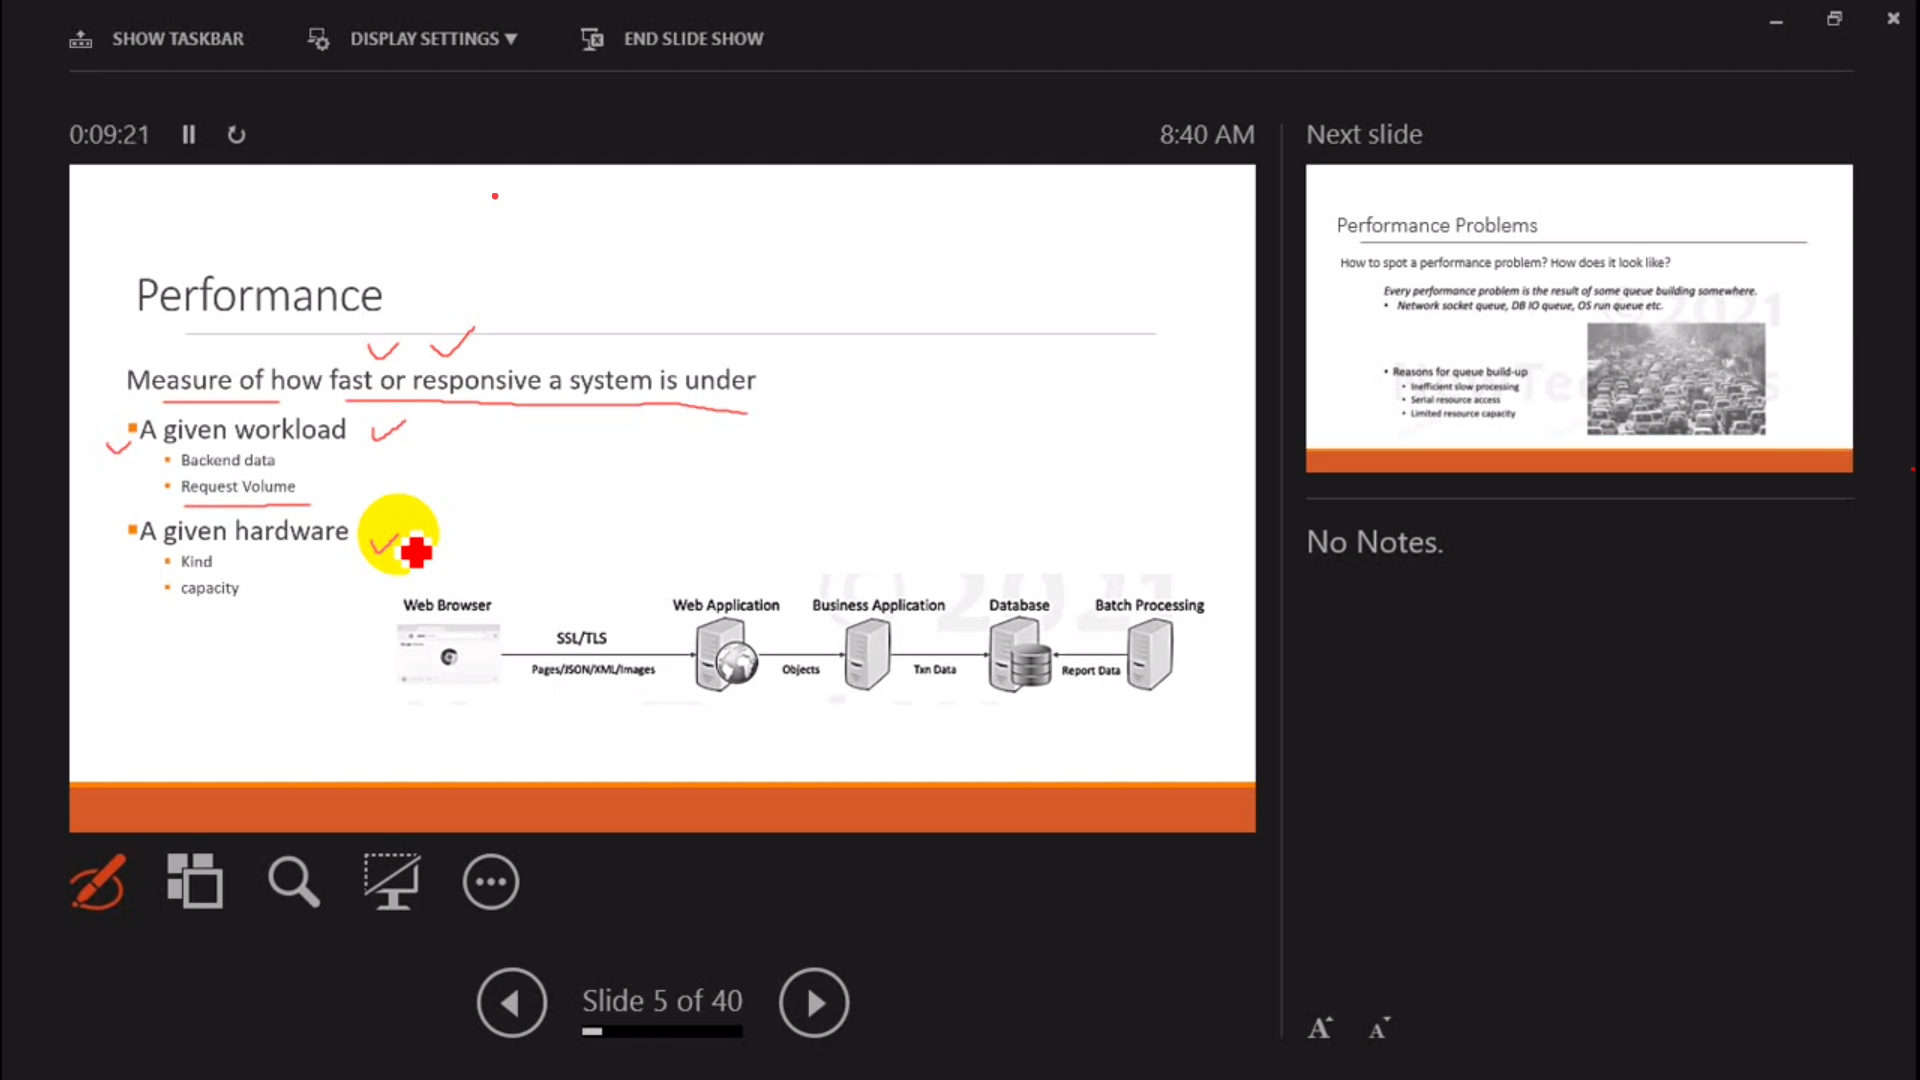 SHOW TASKBAR DISPLAY SETTINGS ▼ END SLIDE SHOW
0:09:21 8:40 AM
Performance
Measure of how fast or responsive a system is under
A given workload
Backend data
Request Volume
A given hardware
Kind
capacity
© 2021
Web Browser Web Application Business Application Database Batch Processing
SSL/TLS
Pages/JSON/XML/Images Objects Txn Data Report Data
Slide 5 of 40
Next slide
Performance Problems
How to spot a performance problem? How does it look like?
Every performance problem is the result of some queue building somewhere.
• Network socket queue, DB IO queue, OS run queue etc.
© 2021
• Reasons for queue build-up
• Inefficient slow processing
• Serial resource access
• Limited resource capacity
No Notes.
A A